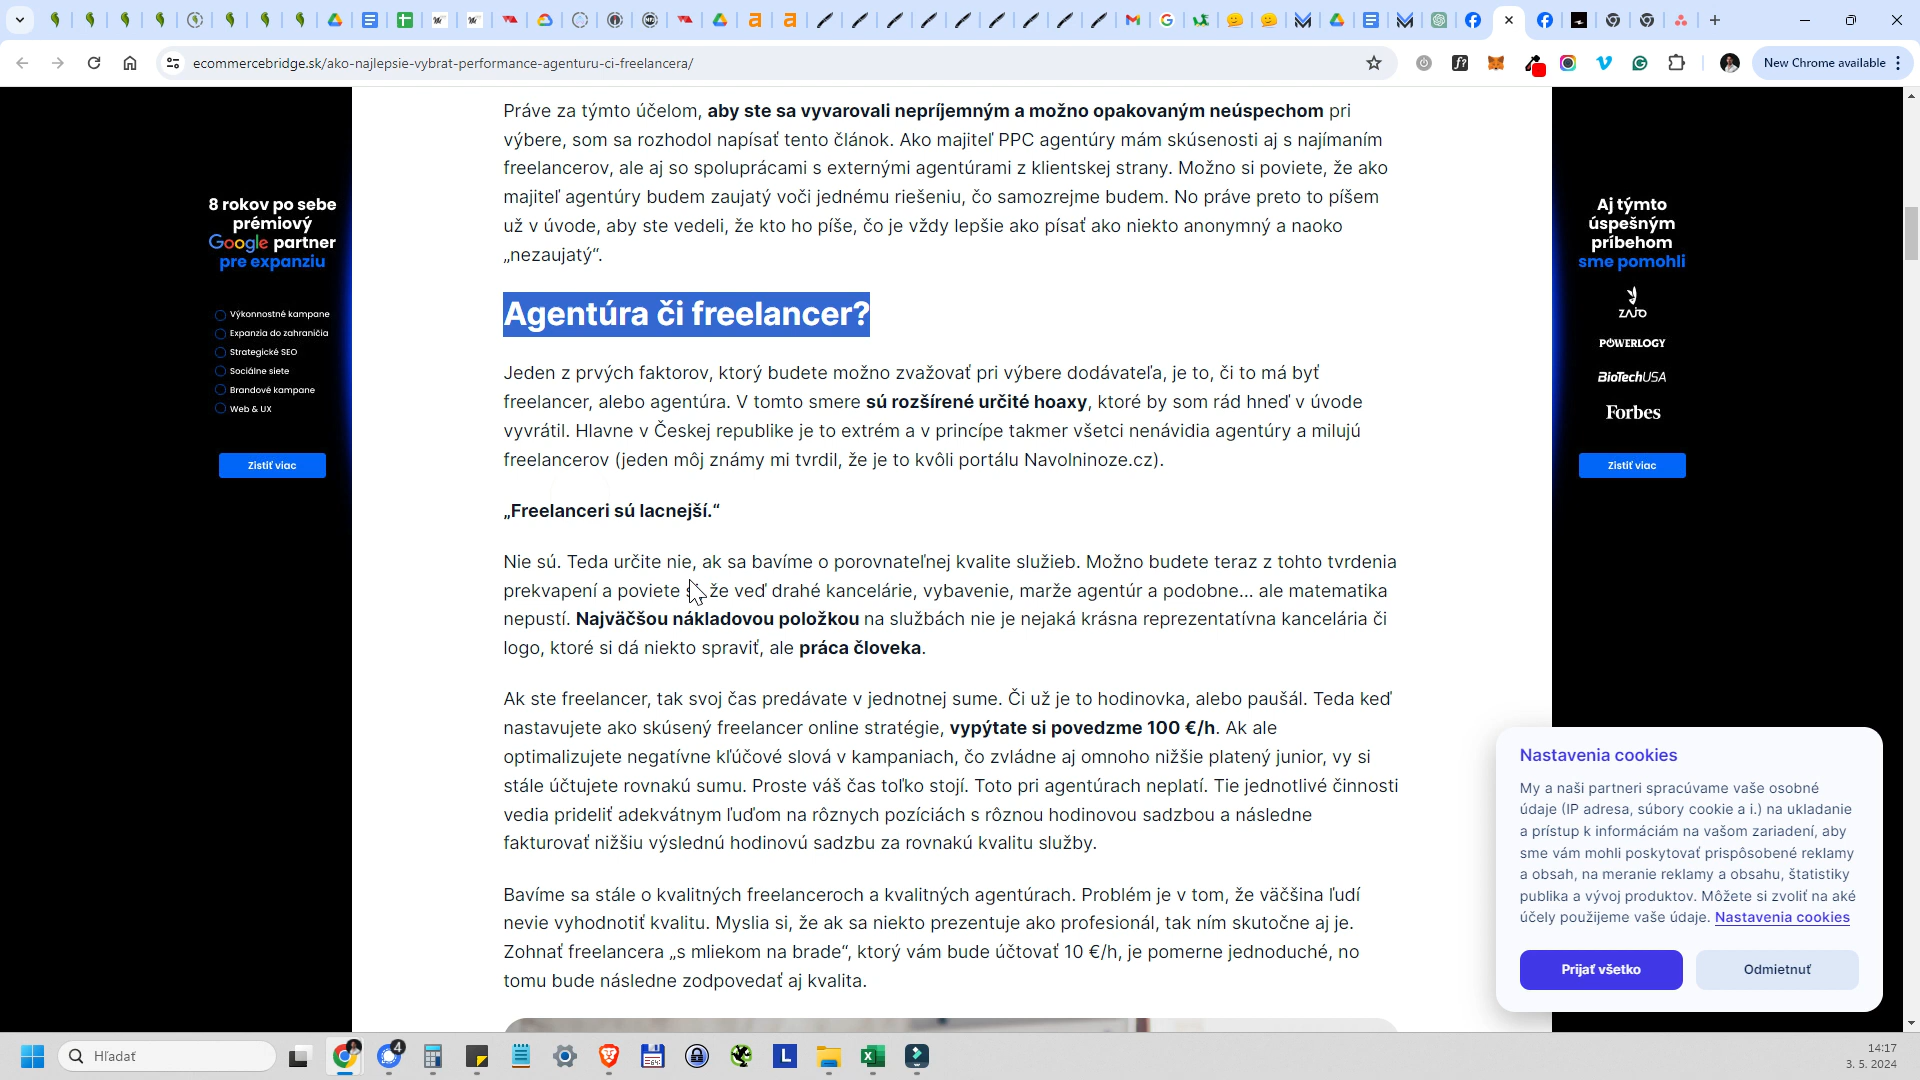 ecommercebridge.sk/ako-najlepsie-vybrat-performance-agenturu-ci-freelancera/
New Chrome available
Práve za týmto účelom, aby ste sa vyvarovali nepríjemným a možno opakovaným neúspechom pri
výbere, som sa rozhodol napísať tento článok. Ako majiteľ PPC agentúry mám skúsenosti aj s najímaním
freelancerov, ale aj so spoluprácami s externými agentúrami z klientskej strany. Možno si poviete, že ako
majiteľ agentúry budem zaujatý voči jednému riešeniu, čo samozrejme budem. No práve preto to píšem
už v úvode, aby ste vedeli, že kto ho píše, čo je vždy lepšie ako písať ako niekto anonymný a naoko
„nezaujatý“.
Agentúra či freelancer?
Jeden z prvých faktorov, ktorý budete možno zvažovať pri výbere dodávateľa, je to, či to má byť
freelancer, alebo agentúra. V tomto smere sú rozšírené určité hoaxy, ktoré by som rád hneď v úvode
vyvrátil. Hlavne v Českej republike je to extrém a v princípe takmer všetci nenávidia agentúry a milujú
freelancerov (jeden môj známy mi tvrdil, že je to kvôli portálu Navolninoze.cz).
„Freelanceri sú lacnejší.“
Nie sú. Teda určite nie, ak sa bavíme o porovnateľnej kvalite služieb. Možno budete teraz z tohto tvrdenia
prekvapení a poviete že veď drahé kancelárie, vybavenie, marže agentúr a podobne... ale matematika
nepustí. Najväčšou nákladovou položkou na službách nie je nejaká krásna reprezentatívna kancelária či
logo, ktoré si dá niekto spraviť, ale práca človeka.
Ak ste freelancer, tak svoj čas predávate v jednotnej sume. Či už je to hodinovka, alebo paušál. Teda keď
nastavujete ako skúsený freelancer online stratégie, vypýtate si povedzme 100 €/h. Ak ale
optimalizujete negatívne kľúčové slová v kampaniach, čo zvládne aj omnoho nižšie platený junior, vy si
stále účtujete rovnakú sumu. Proste váš čas toľko stojí. Toto pri agentúrach neplatí. Tie jednotlivé činnosti
vedia prideliť adekvátnym ľuďom na rôznych pozíciách s rôznou hodinovou sadzbou a následne
fakturovať nižšiu výslednú hodinovú sadzbu za rovnakú kvalitu služby.
Bavíme sa stále o kvalitných freelanceroch a kvalitných agentúrach. Problém je v tom, že väčšina ľudí
nevie vyhodnotiť kvalitu. Myslia si, že ak sa niekto prezentuje ako profesionál, tak ním skutočne aj je.
Zohnať freelancera „s mliekom na brade“, ktorý vám bude účtovať 10 €/h, je pomerne jednoduché, no
tomu bude následne zodpovedať aj kvalita.
8 rokov po sebe
prémiový
Google partner
pre expanziu
Výkonnostné kampane
Expanzia do zahraničia
Strategické SEO
Sociálne siete
Brandové kampane
Web & UX
Zistiť viac
Aj týmto
úspešným
príbehom
sme pomohli
ZAJO
POWERLOGY
BioTechUSA
Forbes
Zistiť viac
Nastavenia cookies
My a naši partneri spracúvame vaše osobné
údaje (IP adresa, súbory cookie a i.) na ukladanie
a prístup k informáciám na vašom zariadení, aby
sme vám mohli poskytovať prispôsobené reklamy
a obsah, na meranie reklamy a obsahu, štatistiky
publika a vývoj produktov. Môžete si zvoliť na aké
účely použijeme vaše údaje. Nastavenia cookies
Prijať všetko
Odmietnuť
Hľadať
4
L
14:17
3. 5. 2024